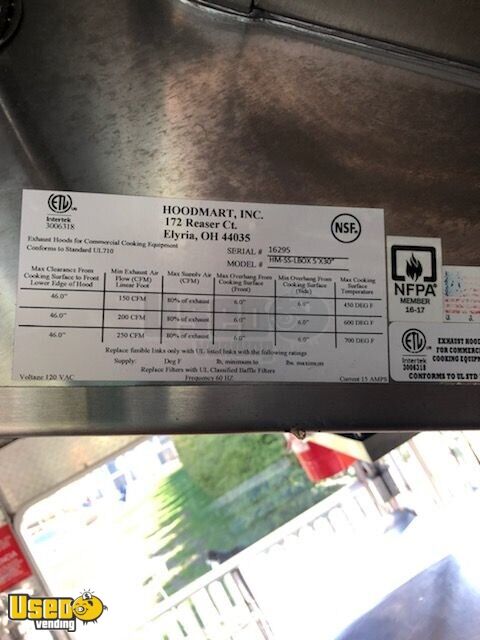 ETL
Intertek
3006318
HOODMART, INC.
172 Reaser Ct.
Elyria, OH 44035
NSF.
Exhaust Hoods for Commercial Cooking Equipment
Conforms to Standard UL710
SERIAL # 16295
MODEL # HM-SS-LBOX 5'X30"
Max Clearance From Cooking Surface to Front Lower Edge of Hood | Min Exhaust Air Flow (CFM) Linear Foot | Max Supply Air (CFM) | Max Overhang From Cooking Surface (Front) | Max Overhang From Cooking Surface (Side) | Max Cooking Surface Temperature
46.0" 150 CFM 80% of exhaust 6.0" 6.0" 450 DEG F
46.0" 200 CFM 80% of exhaust 6.0" 6.0" 600 DEG F
46.0" 250 CFM 80% of exhaust 6.0" 6.0" 700 DEG F
Replace fusible links only with UL listed links with the following ratings
Supply: Deg F lb, minimum to lbs. maximum
Replace Filters with UL Classified Baffle Filters
Voltage 120 VAC Frequency 60 HZ Current 15 AMPS
NFPA
MEMBER
16-17
ETL
Intertek
3006318
EXHAUST HOOD
FOR COMMERC
COOKING EQUIPM
CONFORMS TO UL STD
USED
vending